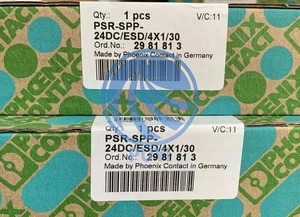 Qty.: 1 pcs V/C:11
PSR-SPP-
24DC/ESD/4X1/30
Ord.No.: 29 81 81 3
Made by Phoenix Contact in Germany
Qty.: 1 pcs V/C:11
PSR-SPP-
24DC/ESD/4X1/30
Ord.No.: 29 81 81 3
Made by Phoenix Contact in Germany